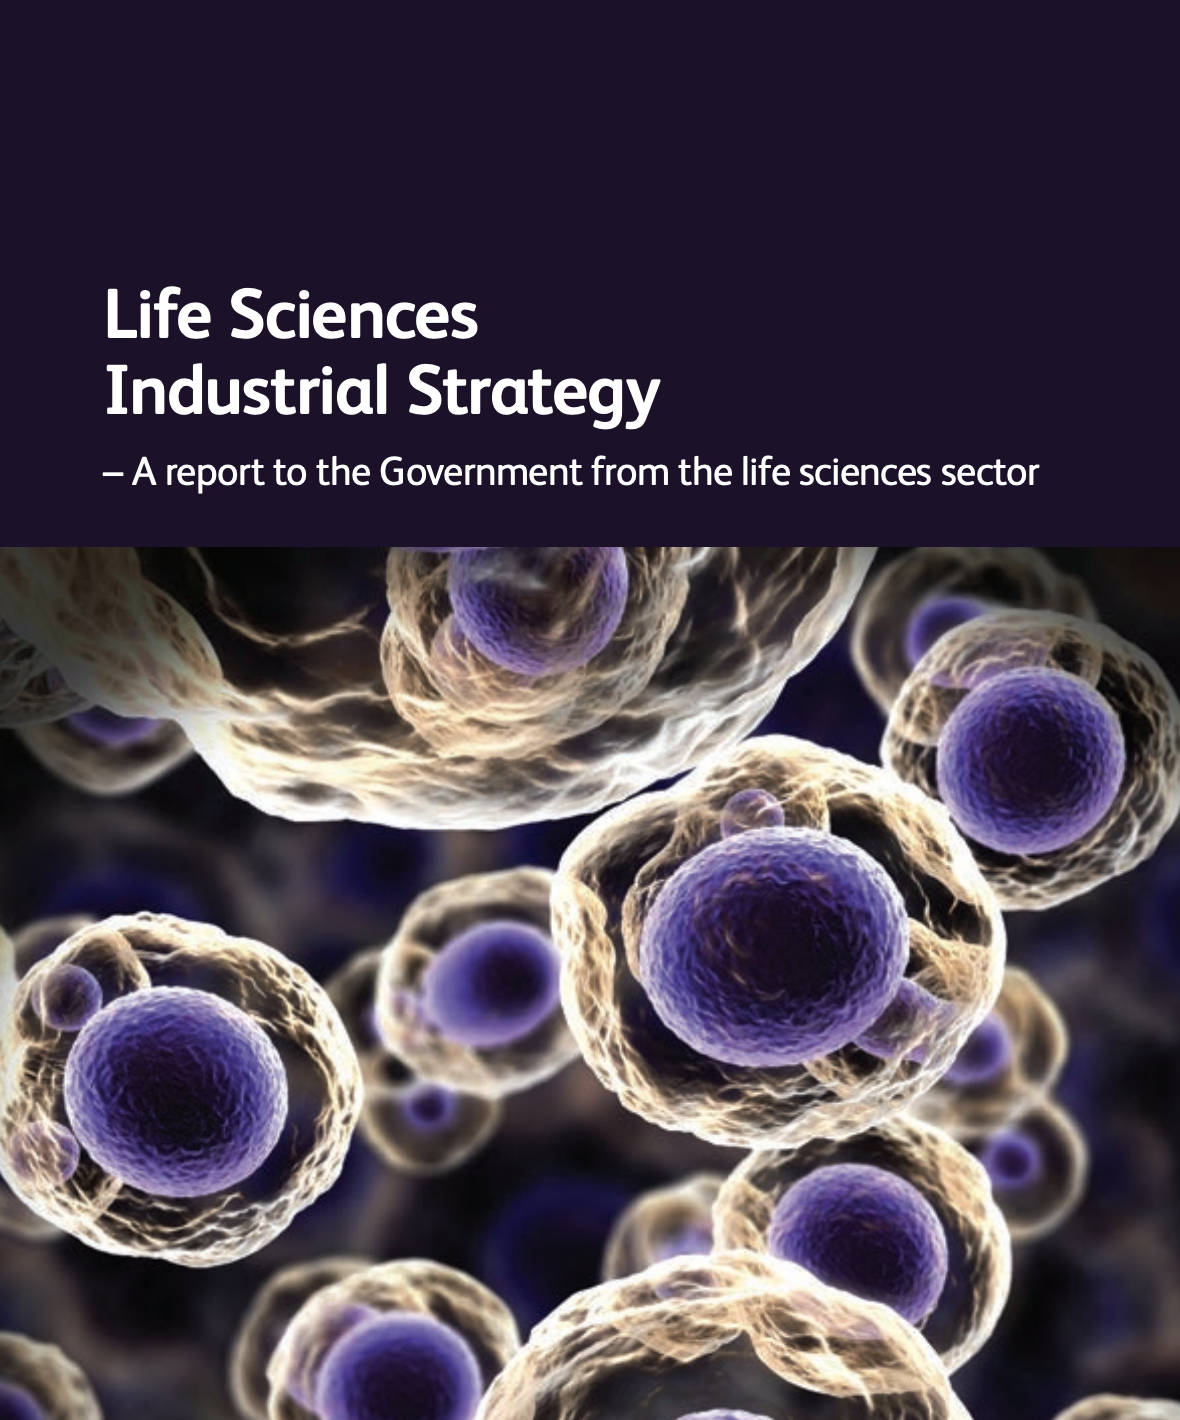 Life Sciences
Industrial Strategy
– A report to the Government from the life sciences sector